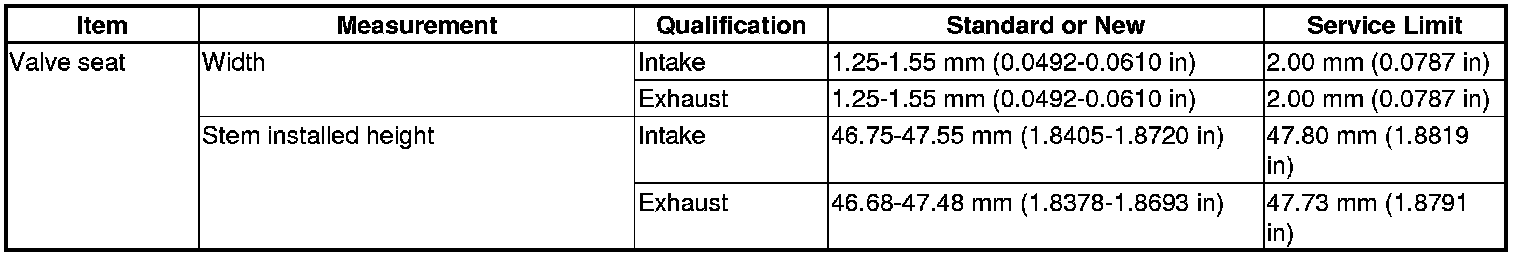 Item Measurement Qualification Standard or New Service Limit
Valve seat Width Intake 1.25-1.55 mm (0.0492-0.0610 in) 2.00 mm (0.0787 in)
Exhaust 1.25-1.55 mm (0.0492-0.0610 in) 2.00 mm (0.0787 in)
Stem installed height Intake 46.75-47.55 mm (1.8405-1.8720 in) 47.80 mm (1.8819
in)
Exhaust 46.68-47.48 mm (1.8378-1.8693 in) 47.73 mm (1.8791
in)